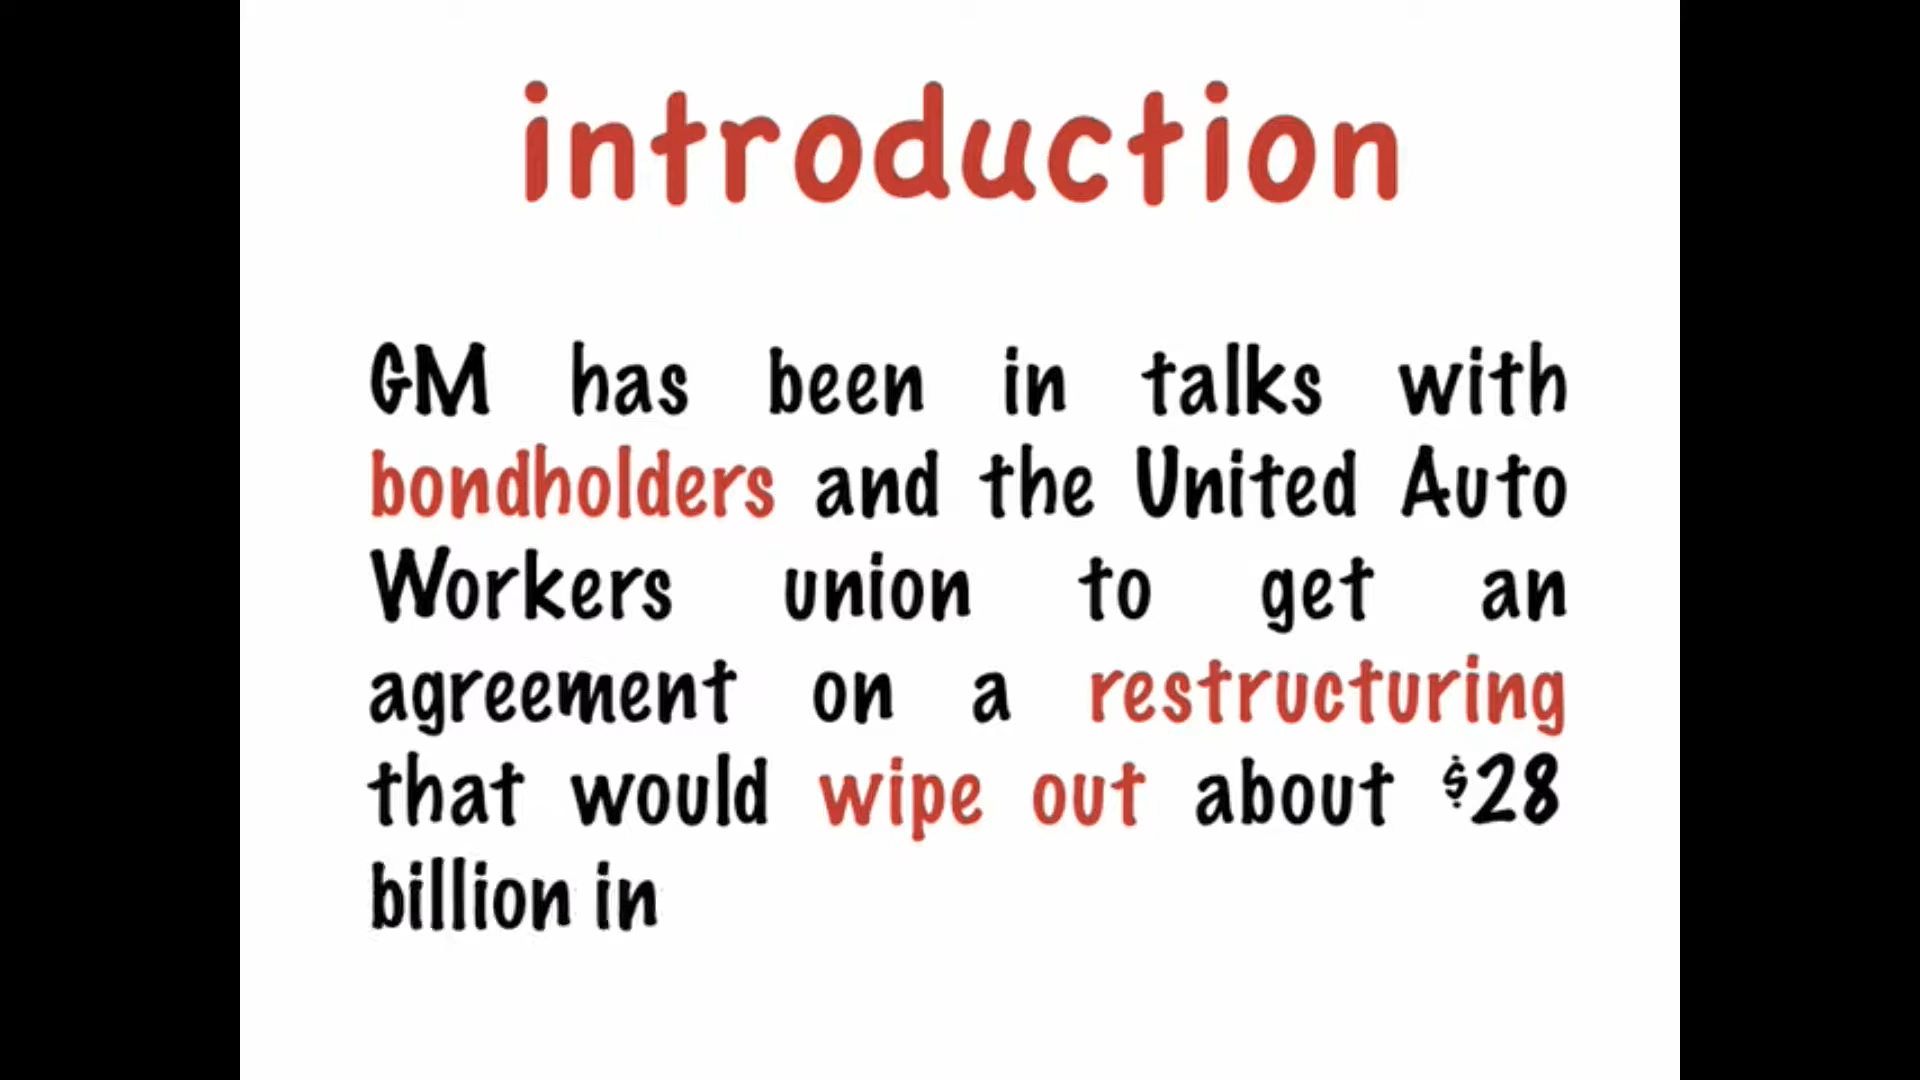 introduction
GM has been in talks with
bondholders and the United Auto
Workers union to get an
agreement on a restructuring
that would wipe out about $28
billion in